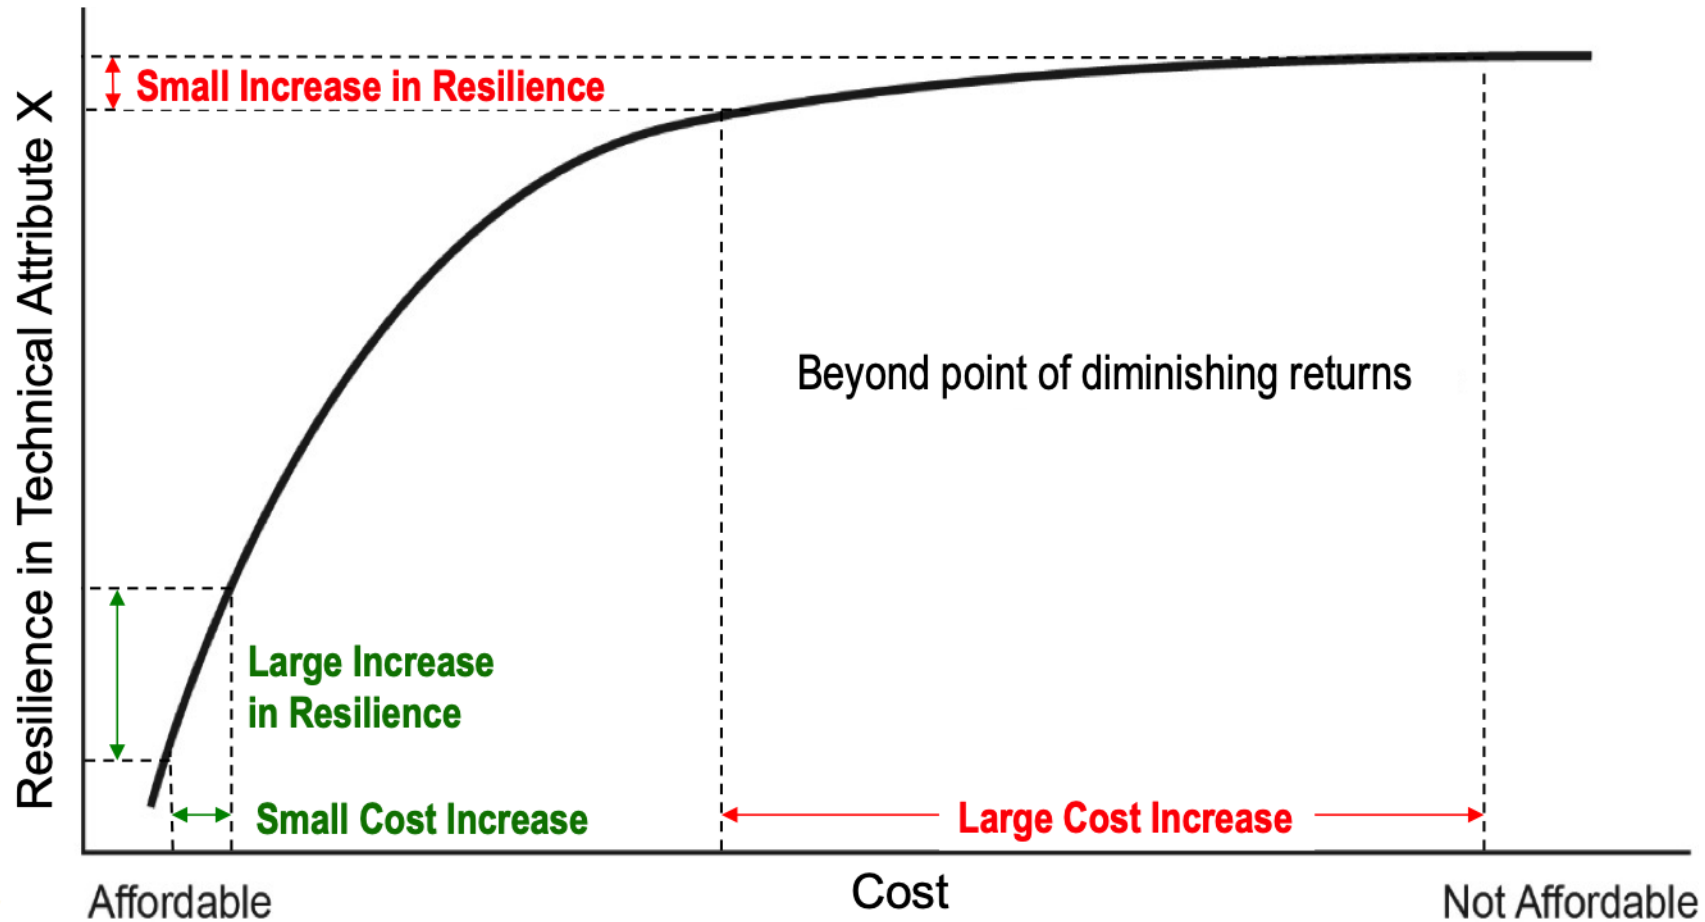 Resilience in Technical Attribute X
Small Increase in Resilience
Beyond point of diminishing returns
Large Increase
in Resilience
Small Cost Increase
Large Cost Increase
Affordable
Cost
Not Affordable